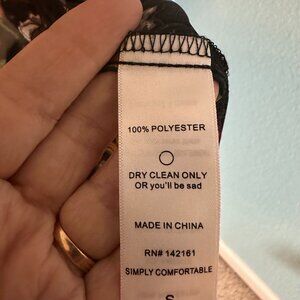 100% POLYESTER
DRY CLEAN ONLY
OR you'll be sad
MADE IN CHINA
RN# 142161
SIMPLY COMFORTABLE
S